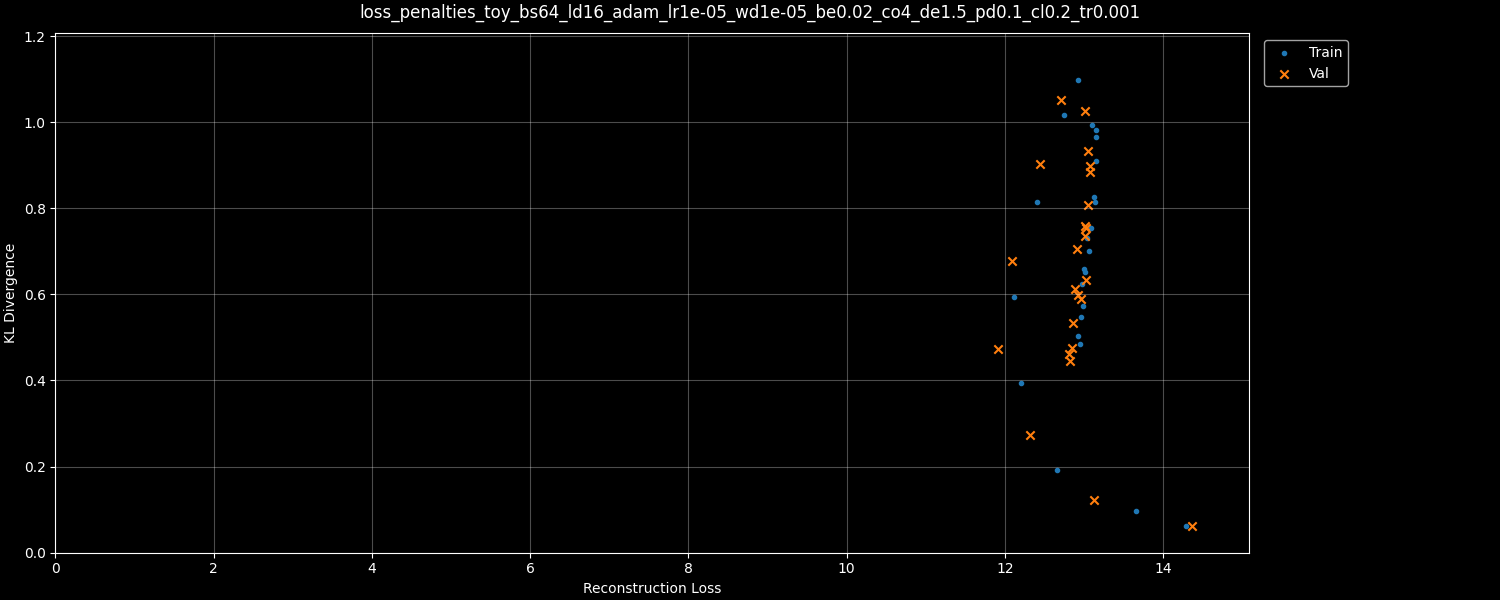 loss_penalties_toy_bs64_ld16_adam_lr1e-05_wd1e-05_be0.02_co4_de1.5_pd0.1_cl0.2_tr0.001
Train
Val
1.2
1.0
0.8
0.6
0.4
0.2
0.0
KL Divergence
0 2 4 6 8 10 12 14
Reconstruction Loss